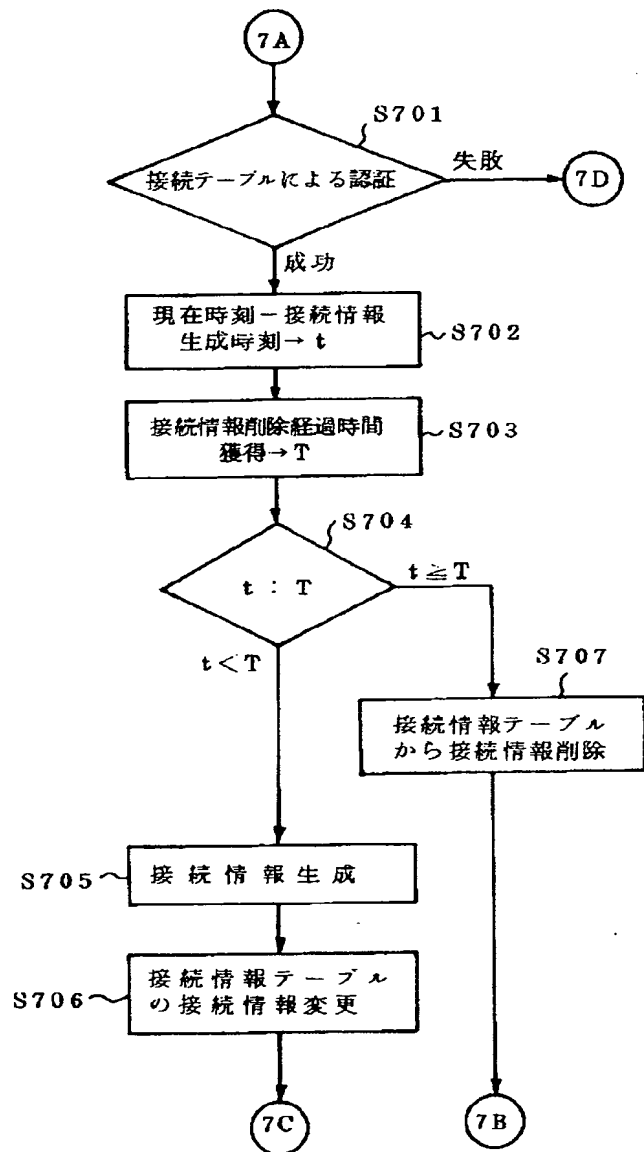 7A
S701
接続テーブルによる認証
失敗
7D
成功
現在時刻－接続情報
生成時刻→t
S702
接続情報削除経過時間
獲得→T
S703
S704
t : T
t≧T
t<T
S707
接続情報テーブル
から接続情報削除
S705
接続情報生成
S706
接続情報テーブル
の接続情報変更
7C
7B